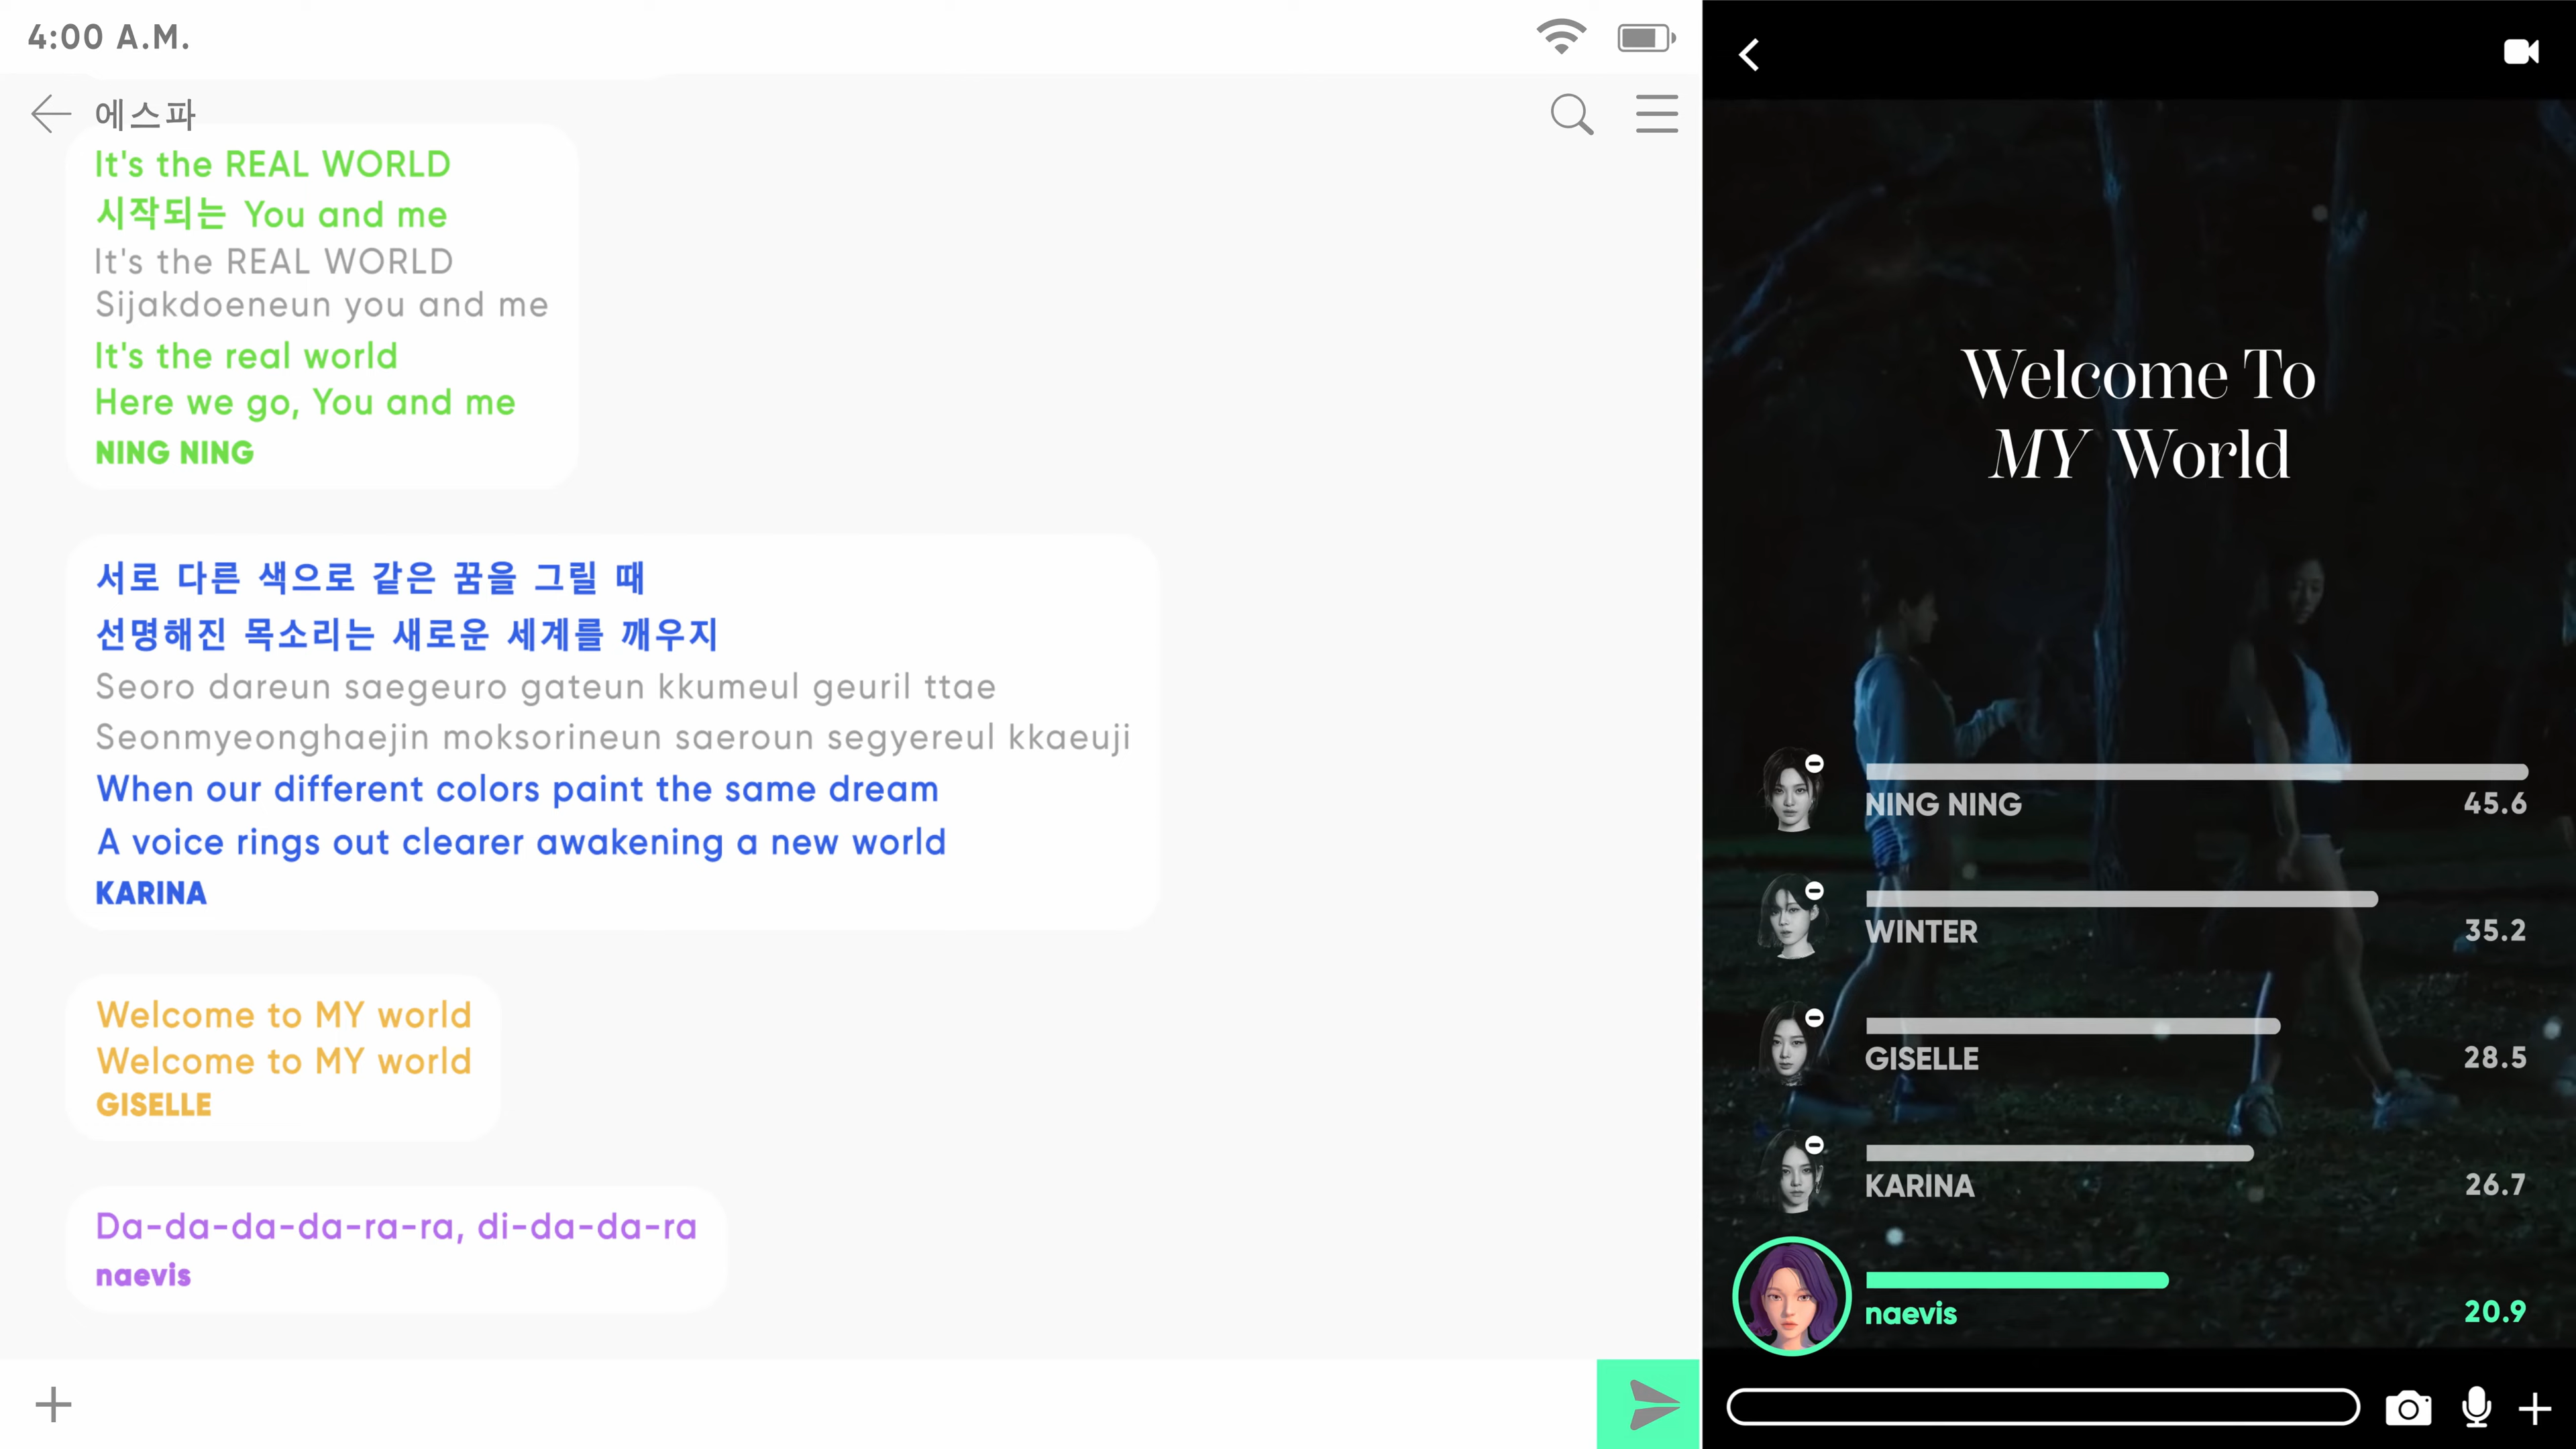 4:00 A.M.
에스파
It's the REAL WORLD
시작되는 You and me
It's the REAL WORLD
Sijakdoeneun you and me
It's the real world
Here we go, You and me
NING NING
서로 다른 색으로 같은 꿈을 그릴 때
선명해진 목소리는 새로운 세계를 깨우지
Seoro dareun saegeuro gateun kkumeul geuril ttae
Seonmyeonghaejin moksorineun saeroun segyereul kkaeuji
When our different colors paint the same dream
A voice rings out clearer awakening a new world
KARINA
Welcome to MY world
Welcome to MY world
GISELLE
Da-da-da-da-ra-ra, di-da-da-ra
naevis
Welcome To
MY World
NING NING 45.6
WINTER 35.2
GISELLE 28.5
KARINA 26.7
naevis 20.9